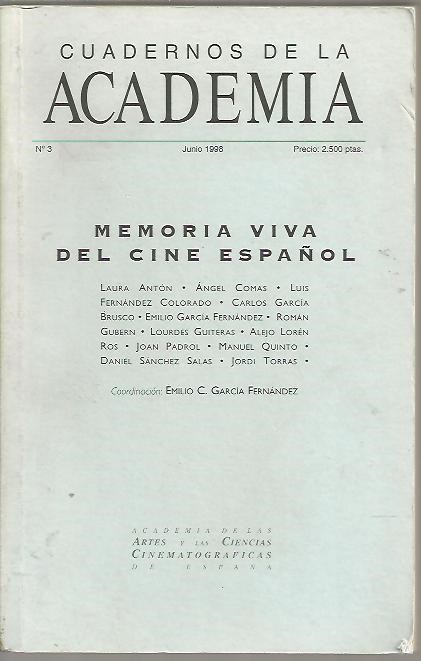 CUADERNOS DE LA
ACADEMIA
Nº 3 Junio 1998 Precio: 2.500 ptas.
MEMORIA VIVA
DEL CINE ESPAÑOL
LAURA ANTÓN • ÁNGEL COMAS • LUIS
FERNÁNDEZ COLORADO • CARLOS GARCÍA
BRUSCO • EMILIO GARCÍA FERNÁNDEZ • ROMAN
GUBERN • LOURDES GUITERAS • ALEJO LORÉN
ROS • JOAN PADROL • MANUEL QUINTO •
DANIEL SÁNCHEZ SALAS • JORDI TORRAS •
Coordinación: EMILIO C. GARCÍA FERNÁNDEZ
ACADEMIA DE LAS
ARTES Y LAS CIENCIAS
CINEMATOGRAFICAS
DE ESPAÑA